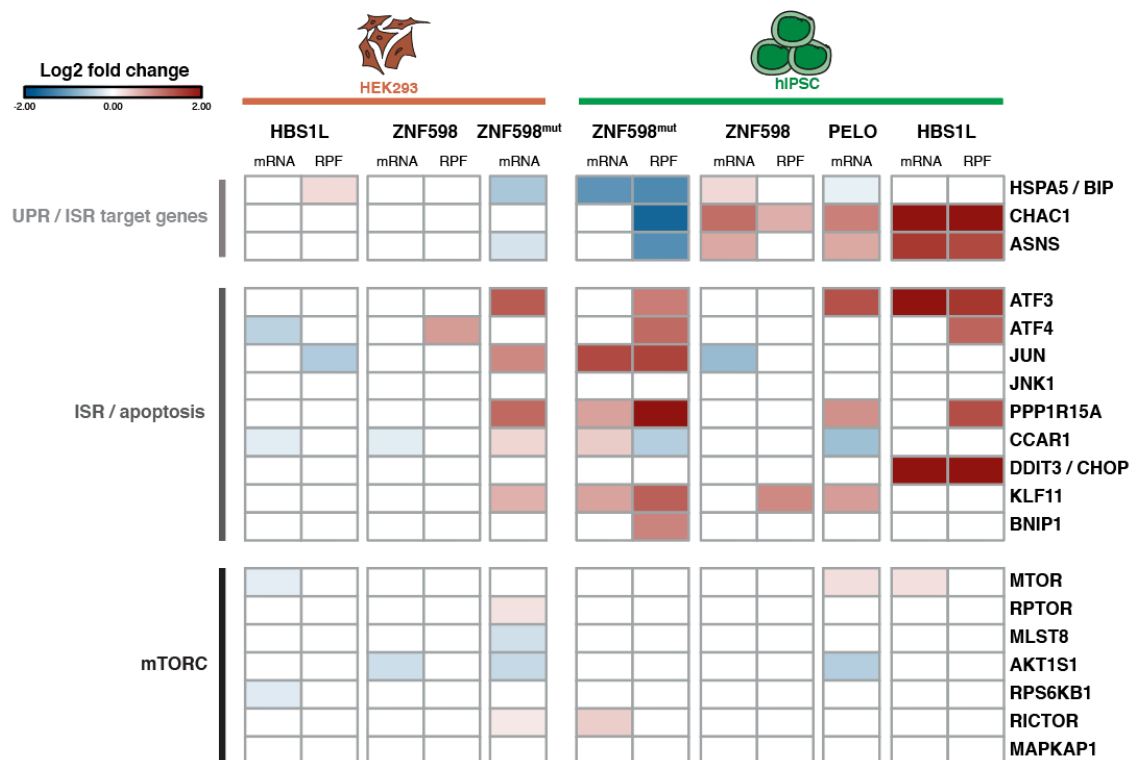 Log2 fold change
-2.00 0.00 2.00
HEK293
hIPSC
HBS1L ZNF598 ZNF598mut ZNF598mut ZNF598 PELO HBS1L
mRNA RPF mRNA RPF mRNA mRNA RPF mRNA RPF mRNA mRNA RPF
UPR / ISR target genes
HSPA5 / BIP
CHAC1
ASNS
ISR / apoptosis
ATF3
ATF4
JUN
JNK1
PPP1R15A
CCAR1
DDIT3 / CHOP
KLF11
BNIP1
mTORC
MTOR
RPTOR
MLST8
AKT1S1
RPS6KB1
RICTOR
MAPKAP1